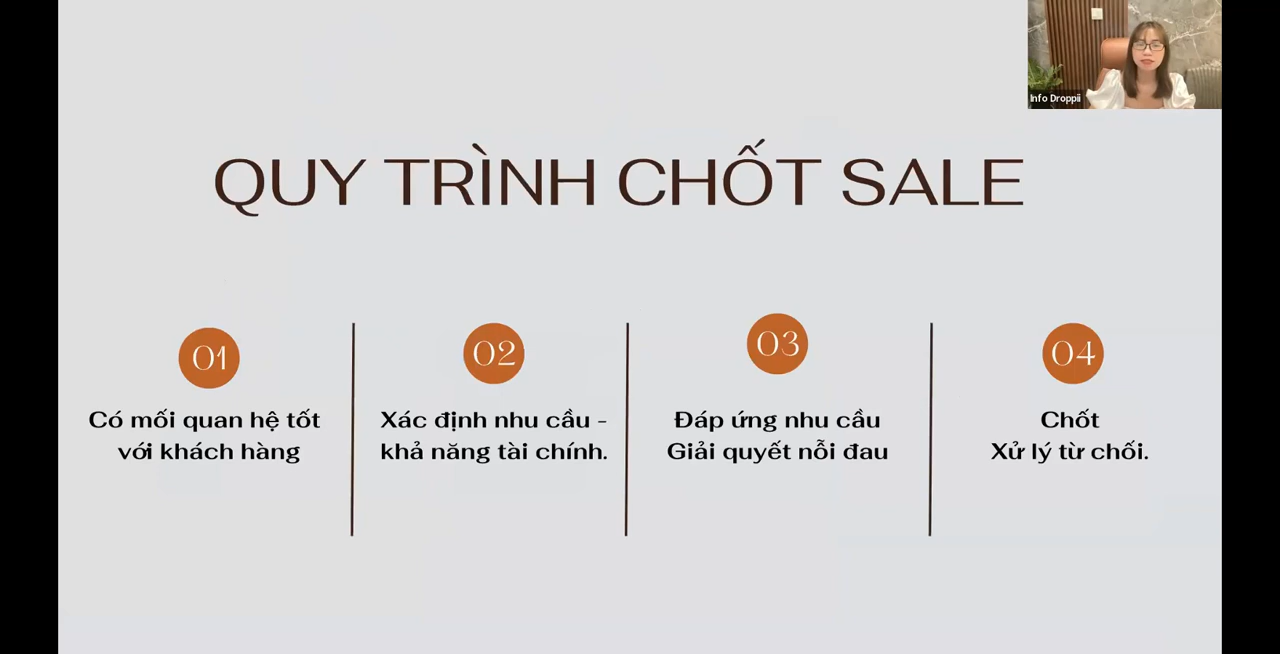 Info Droppii
QUY TRÌNH CHỐT SALE
01
Có mối quan hệ tốt
với khách hàng
02
Xác định nhu cầu -
khả năng tài chính.
03
Đáp ứng nhu cầu
Giải quyết nỗi đau
04
Chốt
Xử lý từ chối.